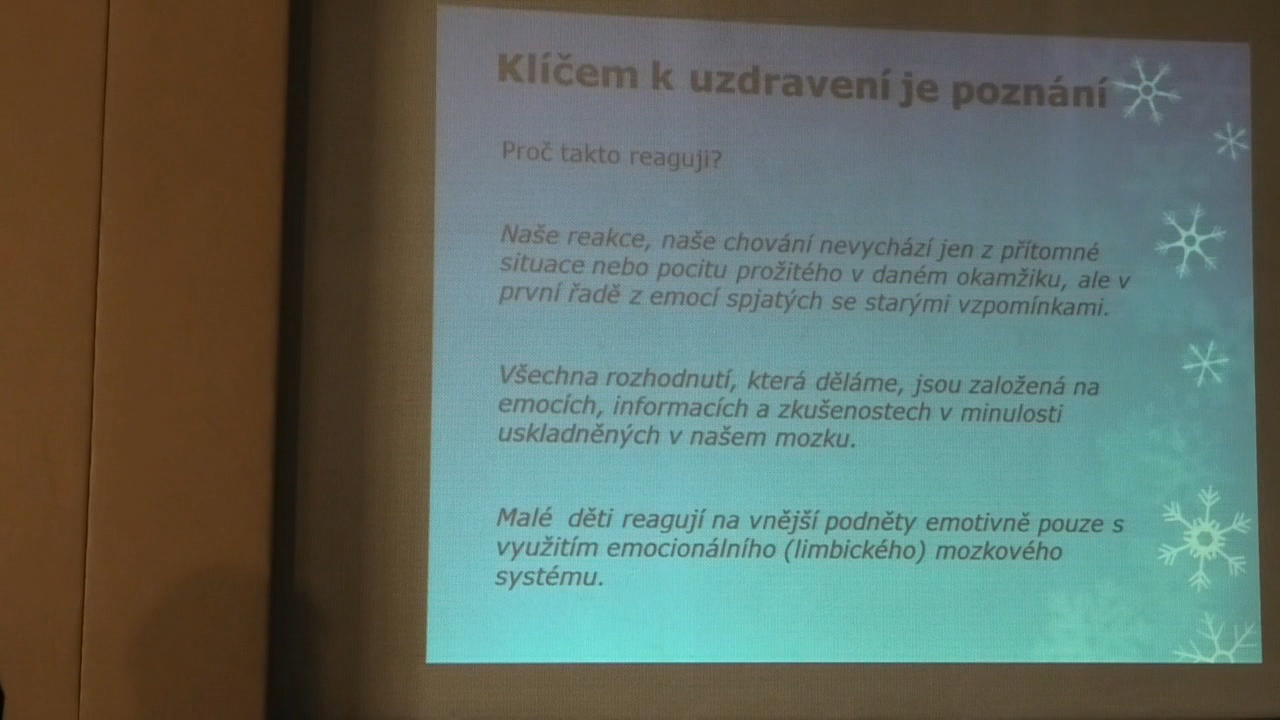 Klíčem k uzdravení je poznání
Proč takto reaguji?
Naše reakce, naše chování nevychází jen z přítomné
situace nebo pocitu prožitého v daném okamžiku, ale v
první řadě z emocí spjatých se starými vzpomínkami.
Všechna rozhodnutí, která děláme, jsou založená na
emocích, informacích a zkušenostech v minulosti
uskladněných v našem mozku.
Malé děti reagují na vnější podněty emotivně pouze s
využitím emocionálního (limbického) mozkového
systému.